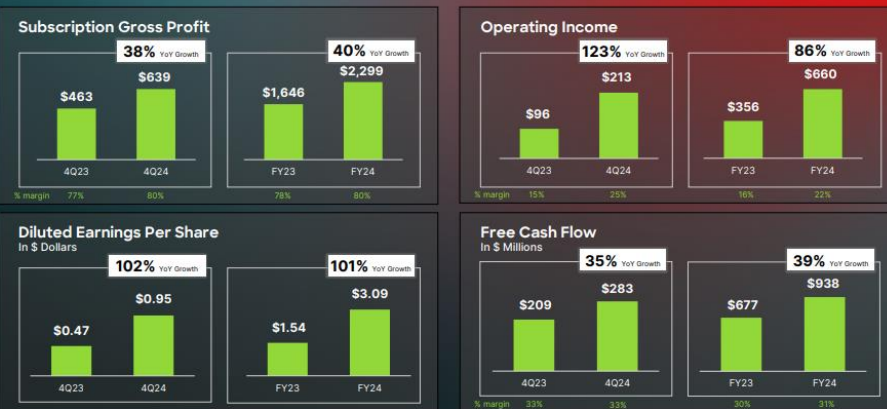 Subscription Gross Profit
38% YoY Growth
$463
$639
4Q23
4Q24
% margin 77% 80%
40% YoY Growth
$1,646
$2,299
FY23
FY24
78% 80%
Operating Income
123% YoY Growth
$96
$213
4Q23
4Q24
% margin 15% 25%
86% YoY Growth
$356
$660
FY23
FY24
16% 22%
Diluted Earnings Per Share
In $ Dollars
102% YoY Growth
$0.47
$0.95
4Q23
4Q24
101% YoY Growth
$1.54
$3.09
FY23
FY24
Free Cash Flow
In $ Millions
35% YoY Growth
$209
$283
4Q23
4Q24
% margin 33% 33%
39% YoY Growth
$677
$938
FY23
FY24
30% 31%